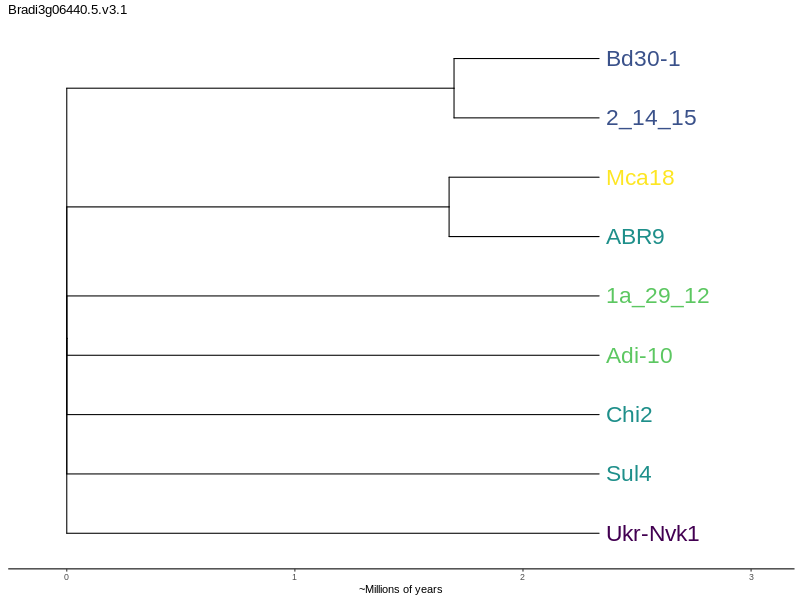 Bradi3g06440.5.v3.1
Bd30-1
2_14_15
Mca18
ABR9
1a_29_12
Adi-10
Chi2
Sul4
Ukr-Nvk1
0 1 2 3
~Millions of years